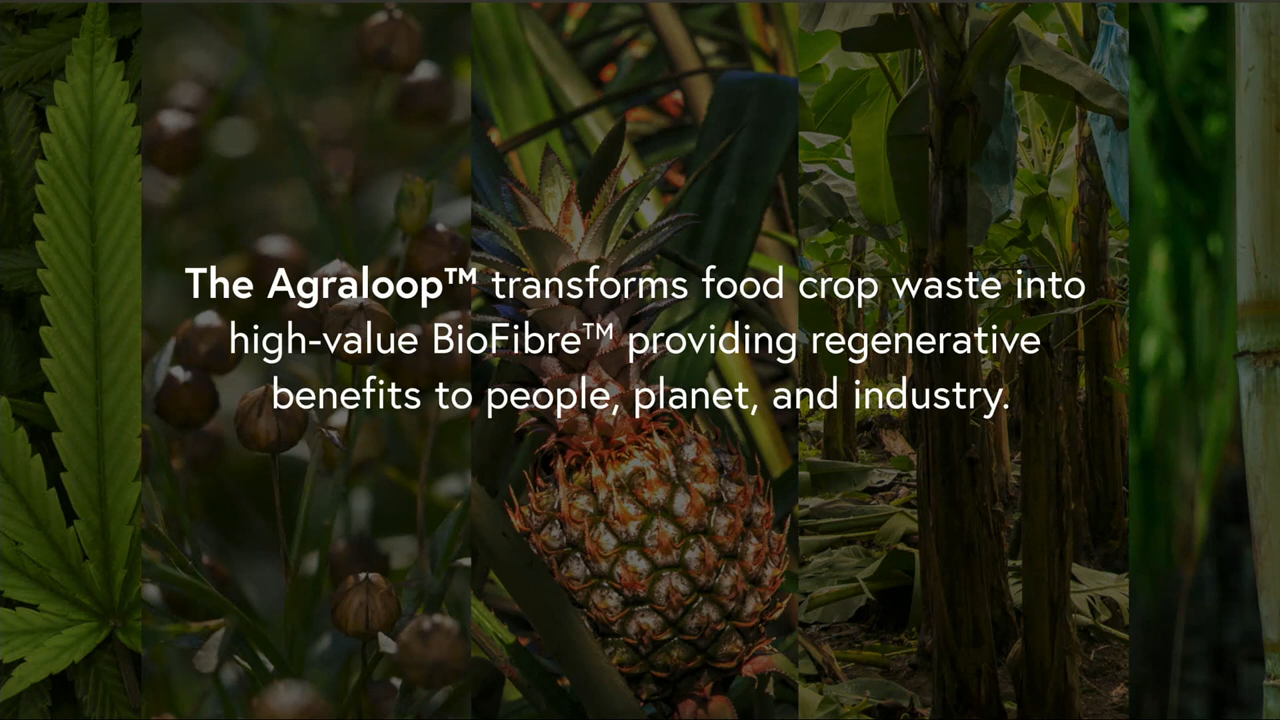 The Agraloop™ transforms food crop waste into
high-value BioFibre™ providing regenerative
benefits to people, planet, and industry.